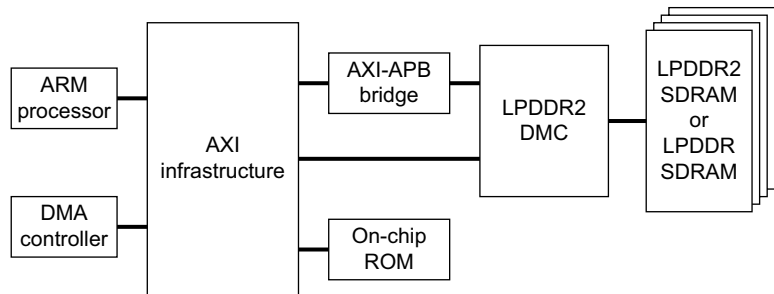 ARM
processor
DMA
controller
AXI
infrastructure
AXI-APB
bridge
On-chip
ROM
LPDDR2
DMC
LPDDR2
SDRAM
or
LPDDR
SDRAM